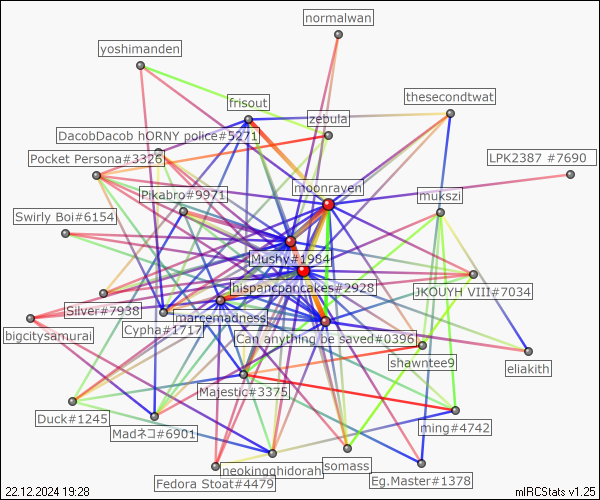 normalwan
yoshimanden
frisout
thesecondtwat
zebula
DacobDacob hORNY police#5271
Pocket Persona#3326
LPK2387 #7690
moonraven
Pikabro#9971
mukszi
Swirly Boi#6154
Mushy#1984
hispancpancakes#2928
JKOUYH VIII#7034
Silver#7938
marcemadness
Cypha#1717
bigcitysamurai
Can anything be saved#0396
shawntee9
eliakith
Majestic#3375
Duck#1245
ming#4742
Madネコ#6901
neokingghidorah
somass
Eg.Master#1378
Fedora Stoat#4479
22.12.2024 19:28
mIRCStats v1.25